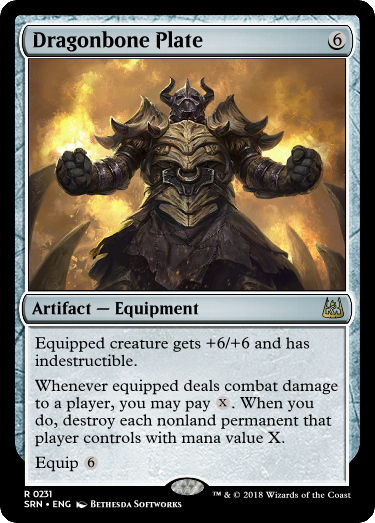 Dragonbone Plate 6
Artifact — Equipment
Equipped creature gets +6/+6 and has
indestructible.
Whenever equipped deals combat damage
to a player, you may pay X. When you
do, destroy each nonland permanent that
player controls with mana value X.
Equip 6
R 0231
SRN • ENG BETHESDA SOFTWORKS
™ & © 2018 Wizards of the Coast